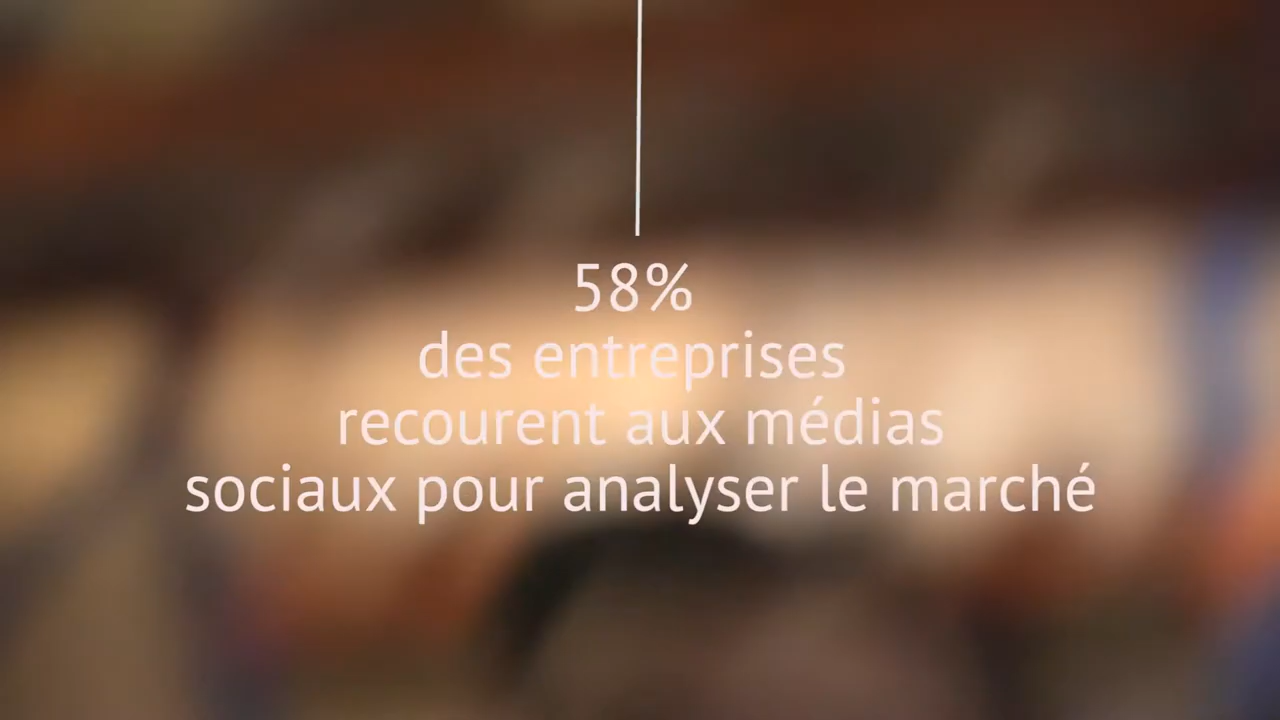 58%
des entreprises
recourent aux médias
sociaux pour analyser le marché